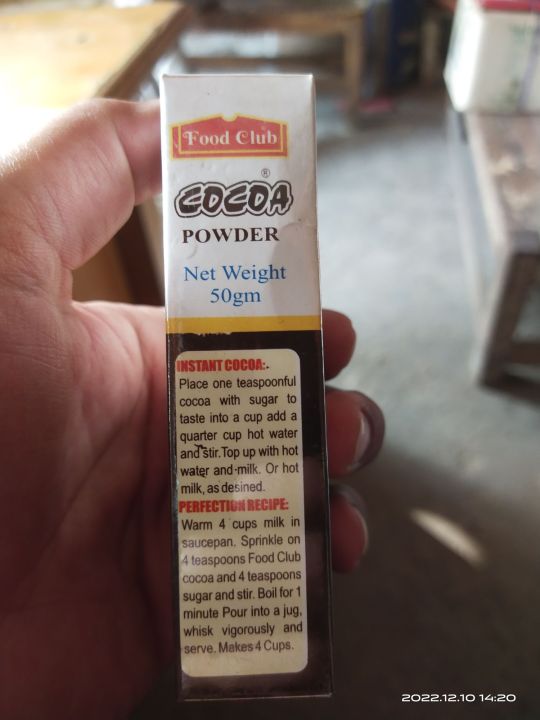 Food Club
®
COCOA
POWDER
Net Weight
50gm
INSTANT COCOA:-
Place one teaspoonful
cocoa with sugar to
taste into a cup add a
quarter cup hot water
and stir. Top up with hot
water and milk. Or hot
milk, as desined.
PERFECTION RECIPE:
Warm 4 cups milk in
saucepan. Sprinkle on
4 teaspoons Food Club
cocoa and 4 teaspoons
sugar and stir. Boil for 1
minute Pour into a jug,
whisk vigorously and
serve. Makes 4 Cups.
2022.12.10 14:20